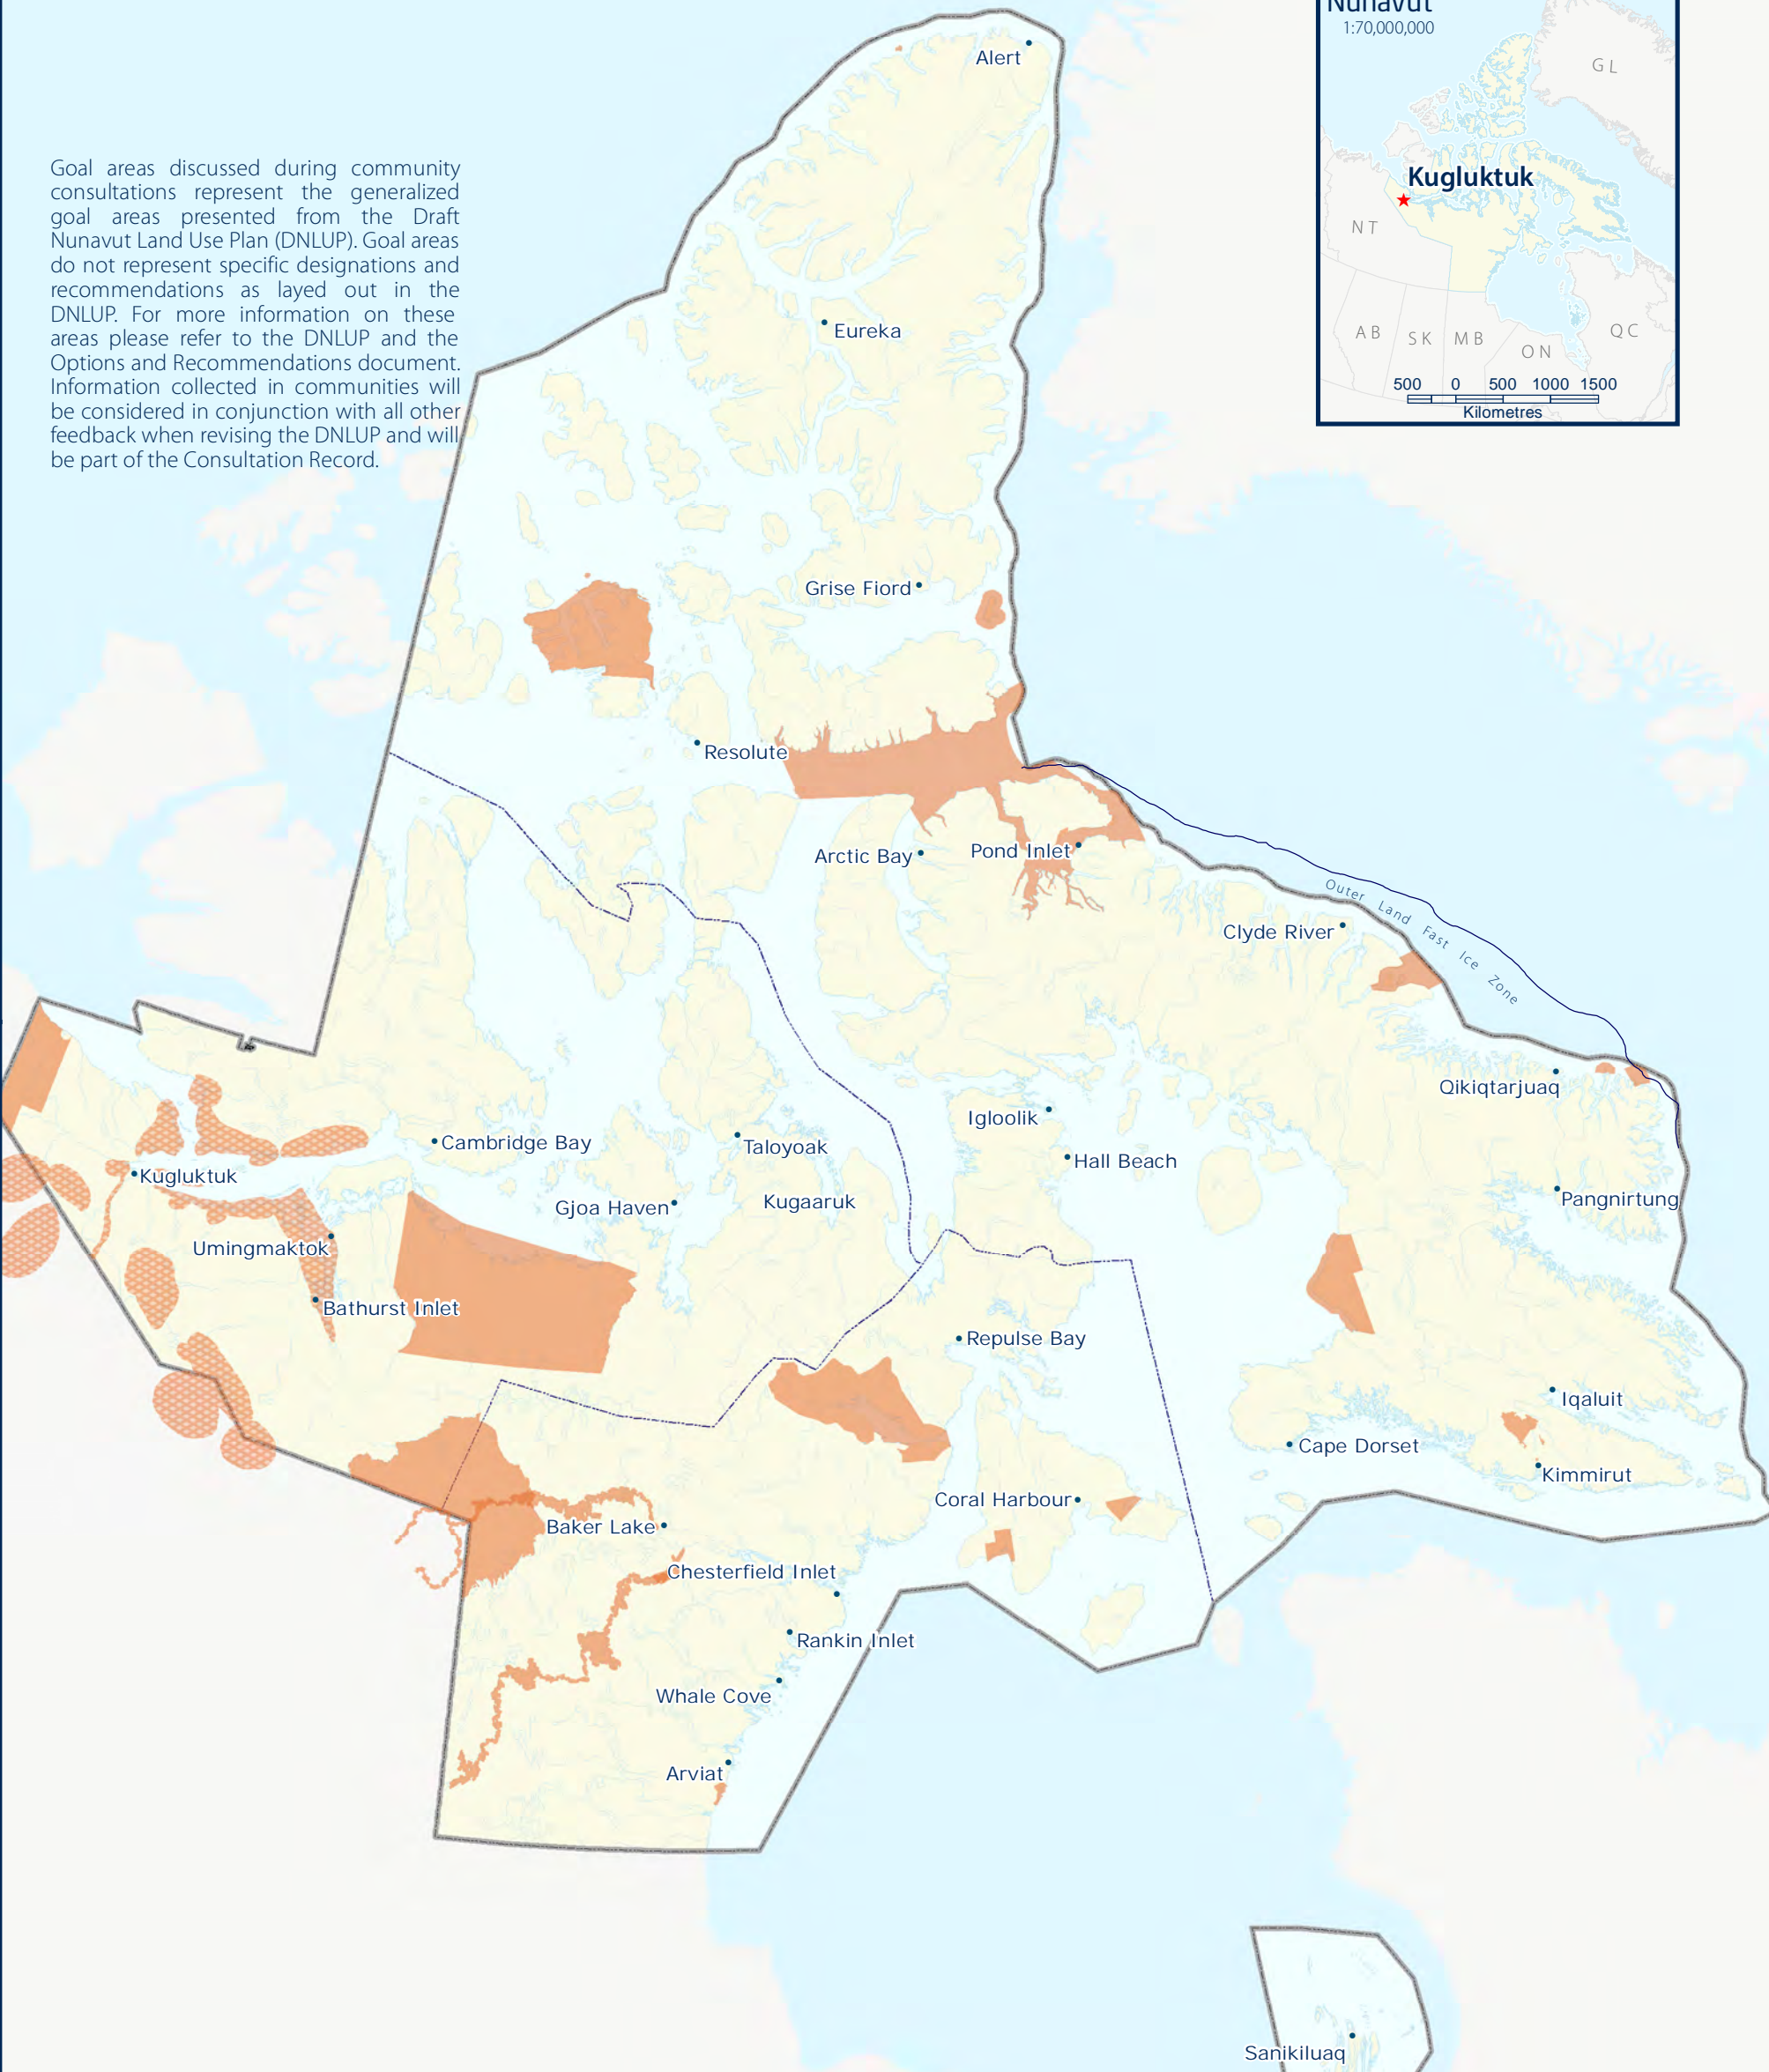 Nunavut
1:70,000,000
GL
Kugluktuk
NT
AB
SK
MB
ON
QC
500 0 500 1000 1500
Kilometres
Goal areas discussed during community
consultations represent the generalized
goal areas presented from the Draft
Nunavut Land Use Plan (DNLUP). Goal areas
do not represent specific designations and
recommendations as layed out in the
DNLUP. For more information on these
areas please refer to the DNLUP and the
Options and Recommendations document.
Information collected in communities will
be considered in conjunction with all other
feedback when revising the DNLUP and will
be part of the Consultation Record.
Alert
Eureka
Grise Fiord
Resolute
Arctic Bay
Pond Inlet
Outer Land Fast Ice Zone
Clyde River
Qikiqtarjuaq
Igloolik
Cambridge Bay
Taloyoak
Hall Beach
Kugluktuk
Pangnirtung
Gjoa Haven
Kugaaruk
Umingmaktok
Bathurst Inlet
Repulse Bay
Iqaluit
Cape Dorset
Kimmirut
Coral Harbour
Baker Lake
Chesterfield Inlet
Rankin Inlet
Whale Cove
Arviat
Sanikiluaq